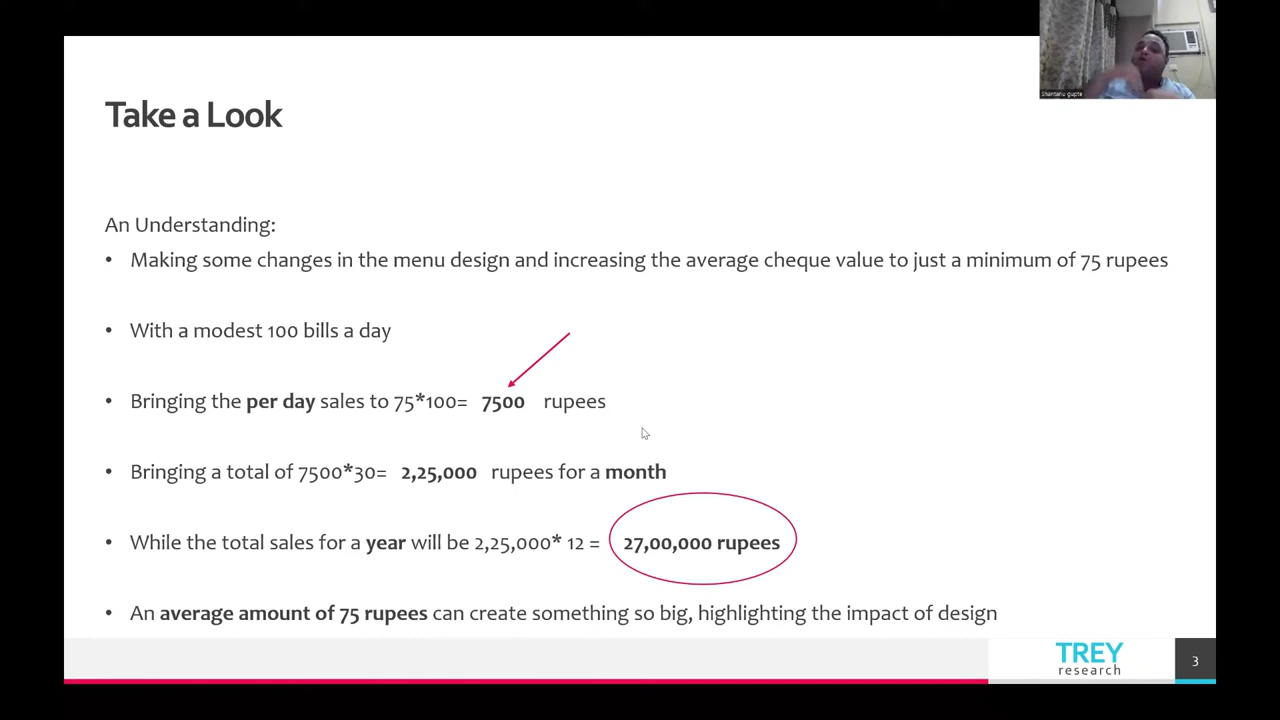 Shantanu gupte
Take a Look
An Understanding:
• Making some changes in the menu design and increasing the average cheque value to just a minimum of 75 rupees
• With a modest 100 bills a day
• Bringing the per day sales to 75*100= 7500 rupees
• Bringing a total of 7500*30= 2,25,000 rupees for a month
• While the total sales for a year will be 2,25,000* 12 = 27,00,000 rupees
• An average amount of 75 rupees can create something so big, highlighting the impact of design
TREY
research
3